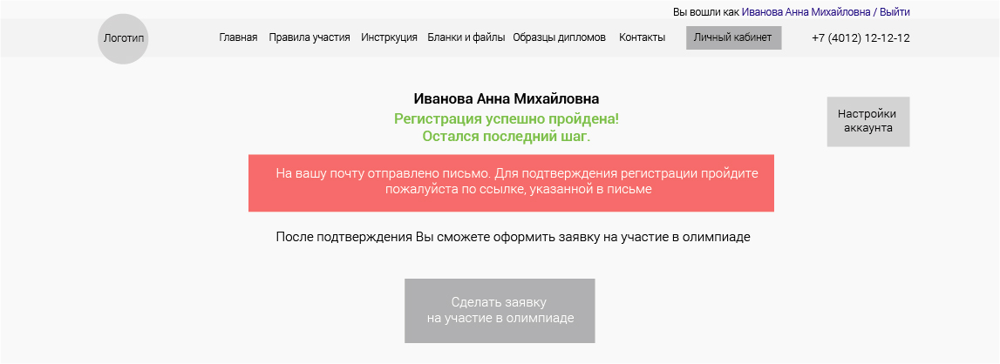 Вы вошли как Иванова Анна Михайловна / Выйти
Логотип
Главная Правила участия Инстркуция Бланки и файлы Образцы дипломов Контакты Личный кабинет +7 (4012) 12-12-12
Иванова Анна Михайловна
Регистрация успешно пройдена!
Остался последний шаг.
Настройки
аккаунта
На вашу почту отправлено письмо. Для подтверждения регистрации пройдите
пожалуйста по ссылке, указанной в письме
После подтверждения Вы сможете оформить заявку на участие в олимпиаде
Сделать заявку
на участие в олимпиаде